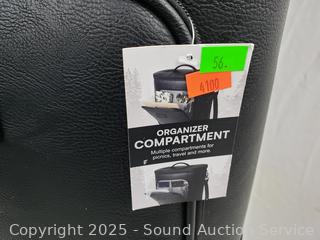 56.
4100
ORGANIZER
COMPARTMENT
Multiple compartments for
picnics, travel and more.
Copyright 2025 - Sound Auction Service